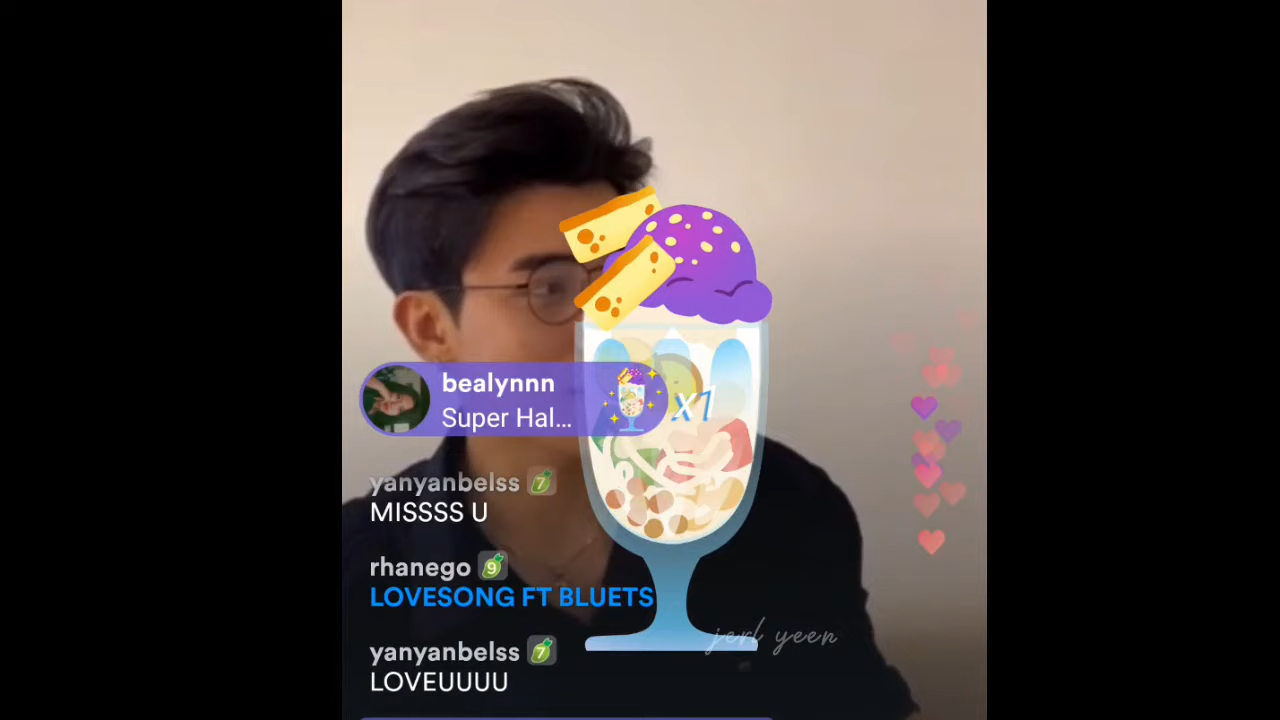 bealynnn
Super Hal...
x1
yanyanbelss 7
MISSSS U
rhanego 9
LOVESONG FT BLUETS
jerl yeen
yanyanbelss 7
LOVEUUUU